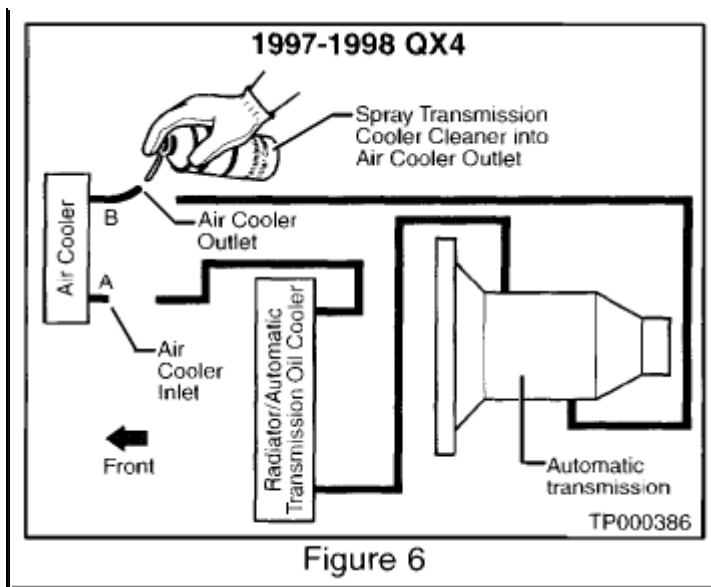 1997-1998 QX4
Spray Transmission
Cooler Cleaner into
Air Cooler Outlet
Air Cooler
B
Air Cooler
Outlet
A
Air
Cooler
Inlet
Radiator/Automatic
Transmission Oil Cooler
Front
Automatic
transmission
TP000386
Figure 6